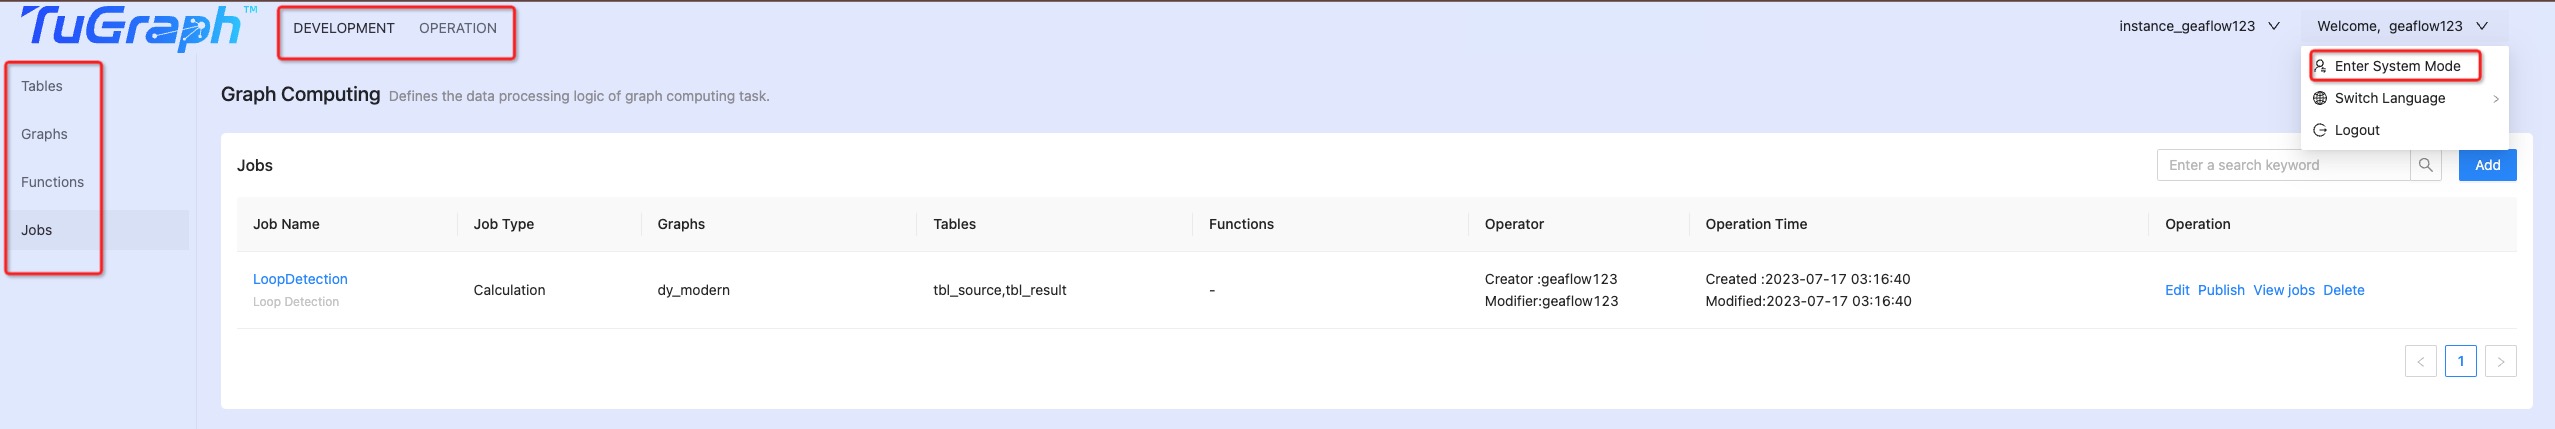 TuGraph™
DEVELOPMENT OPERATION
instance_geaflow123
Welcome, geaflow123
Enter System Mode
Switch Language
Logout
Tables
Graphs
Functions
Jobs
Graph Computing Defines the data processing logic of graph computing task.
Jobs
Enter a search keyword
Add
Job Name Job Type Graphs Tables Functions Operator Operation Time Operation
LoopDetection
Loop Detection
Calculation
dy_modern
tbl_source,tbl_result
-
Creator :geaflow123
Modifier:geaflow123
Created :2023-07-17 03:16:40
Modified:2023-07-17 03:16:40
Edit Publish View jobs Delete
< 1 >